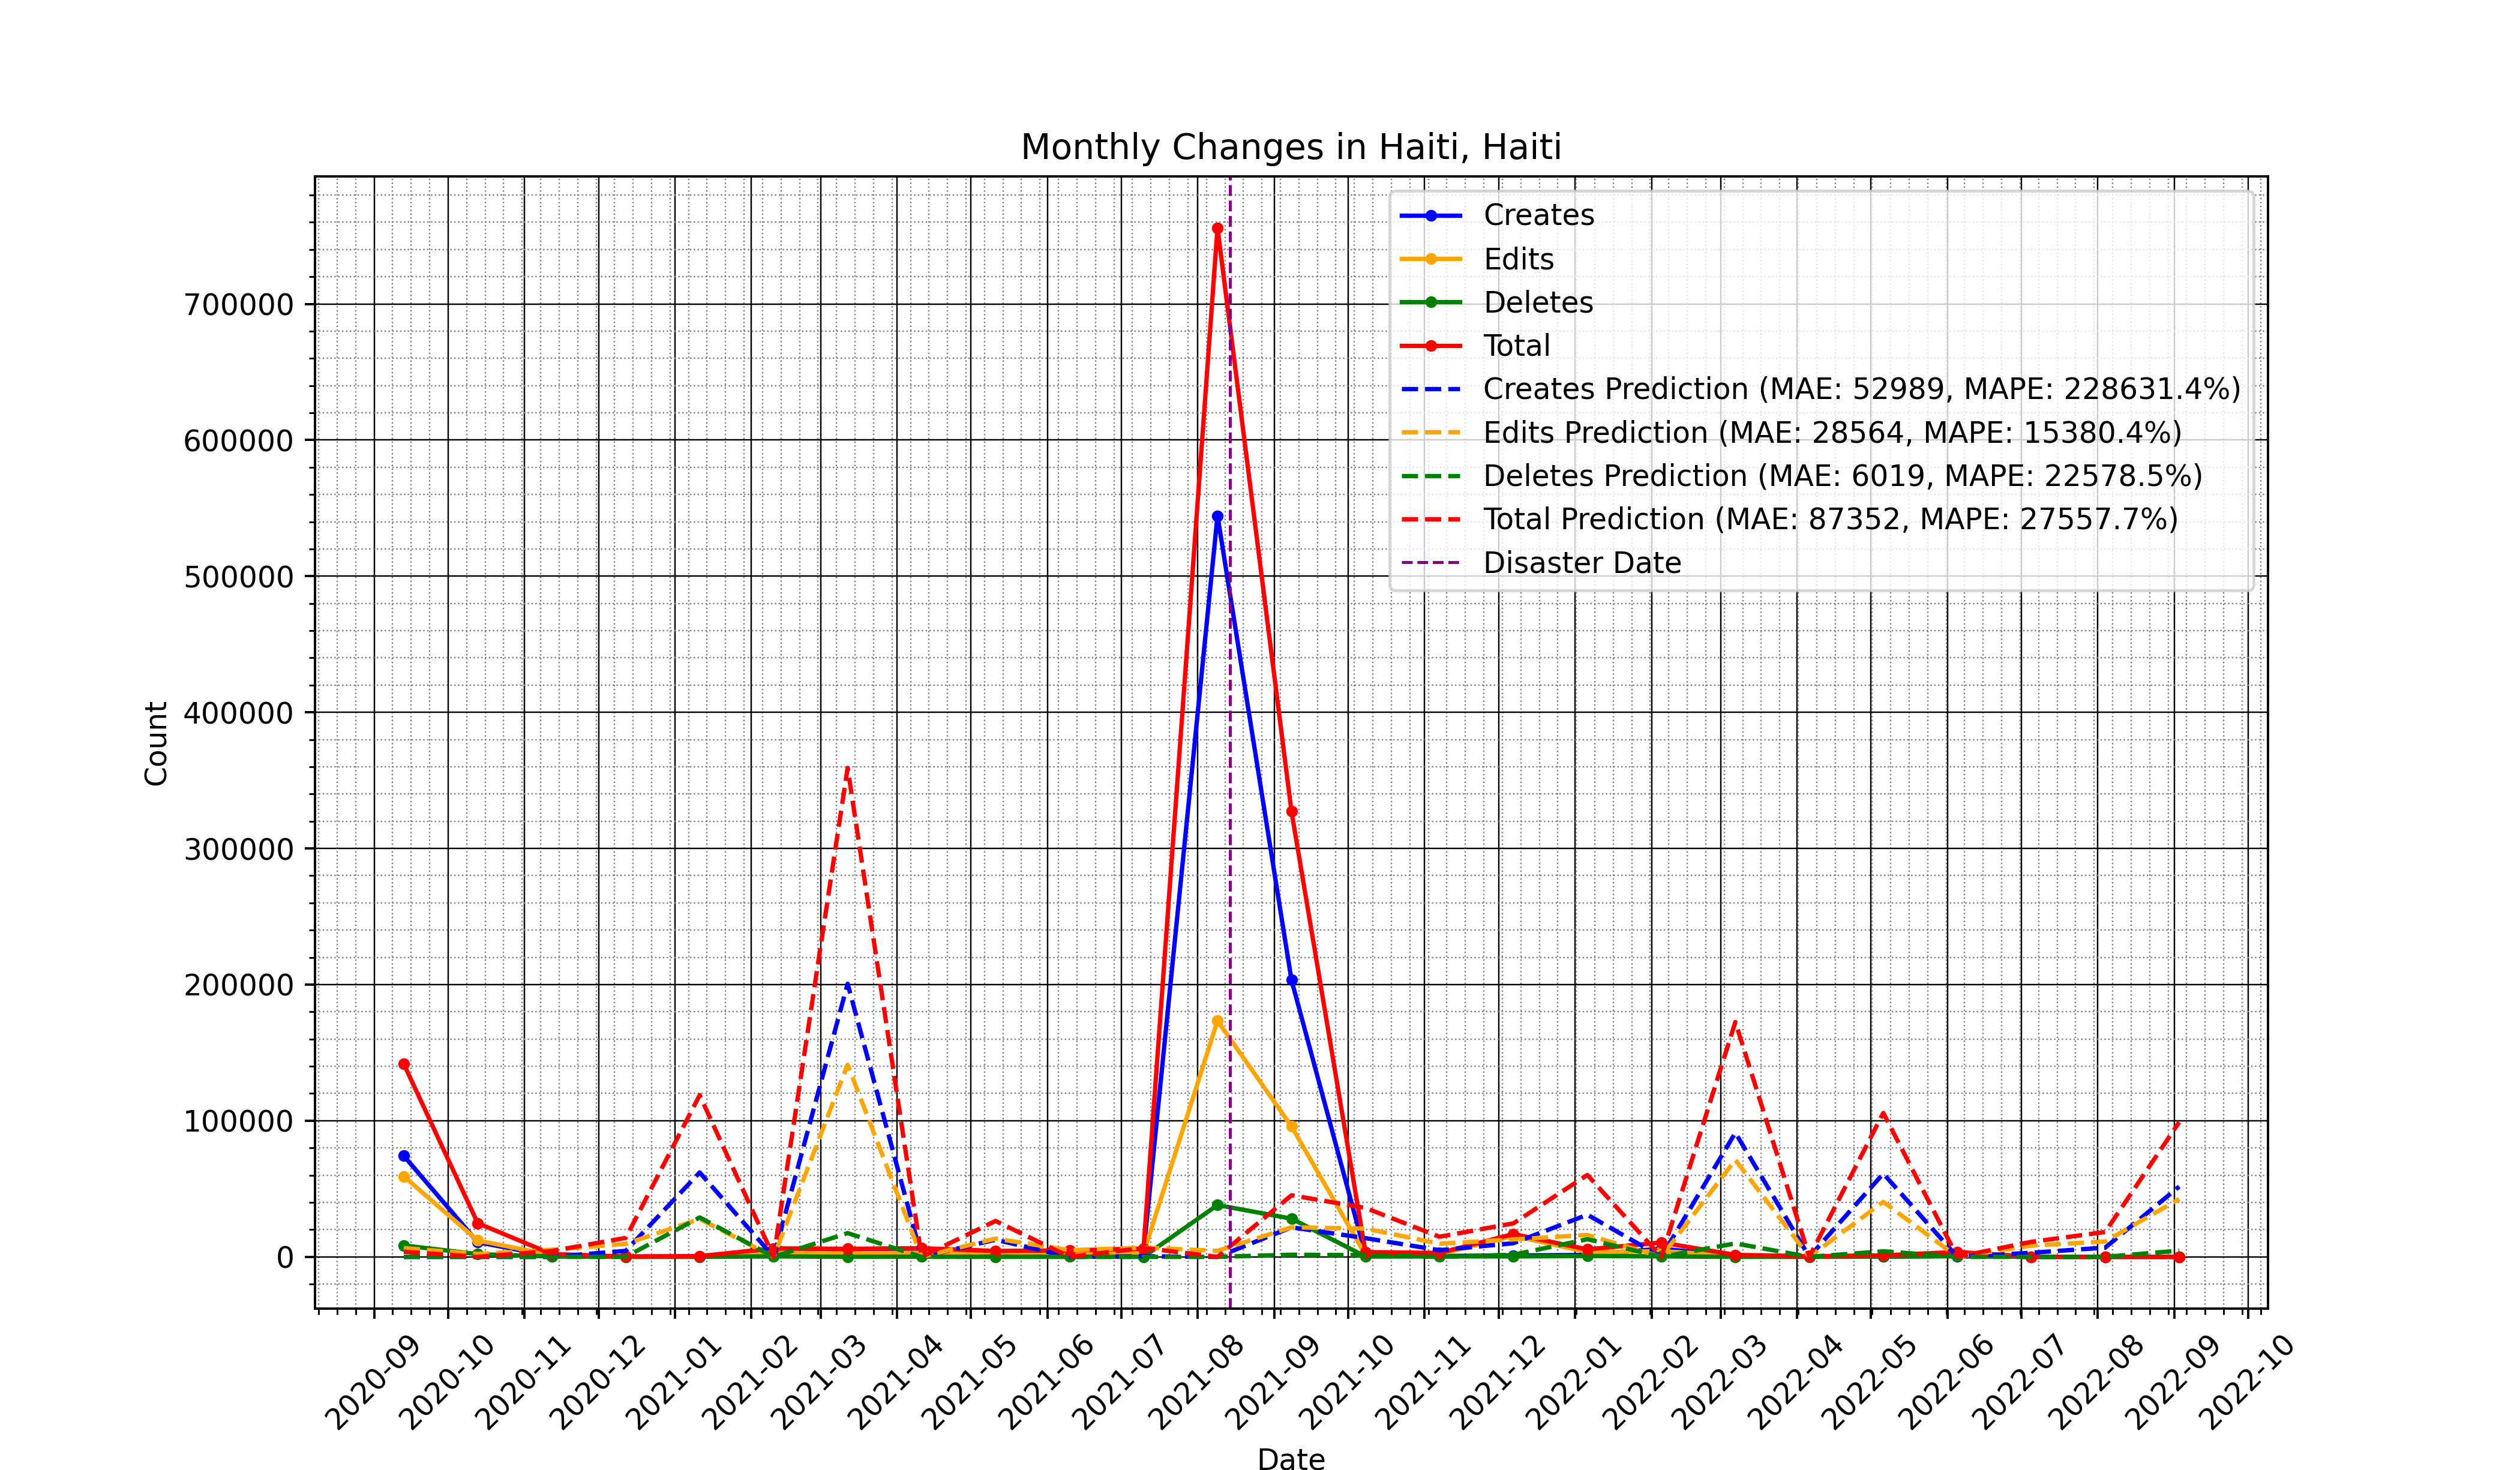 Monthly Changes in Haiti, Haiti
Creates
Edits
Deletes
Total
Creates Prediction (MAE: 52989, MAPE: 228631.4%)
Edits Prediction (MAE: 28564, MAPE: 15380.4%)
Deletes Prediction (MAE: 6019, MAPE: 22578.5%)
Total Prediction (MAE: 87352, MAPE: 27557.7%)
Disaster Date
Count
700000
600000
500000
400000
300000
200000
100000
0
2020-09
2020-10
2020-11
2020-12
2021-01
2021-02
2021-03
2021-04
2021-05
2021-06
2021-07
2021-08
2021-09
2021-10
2021-11
2021-12
2022-01
2022-02
2022-03
2022-04
2022-05
2022-06
2022-07
2022-08
2022-09
2022-10
Date